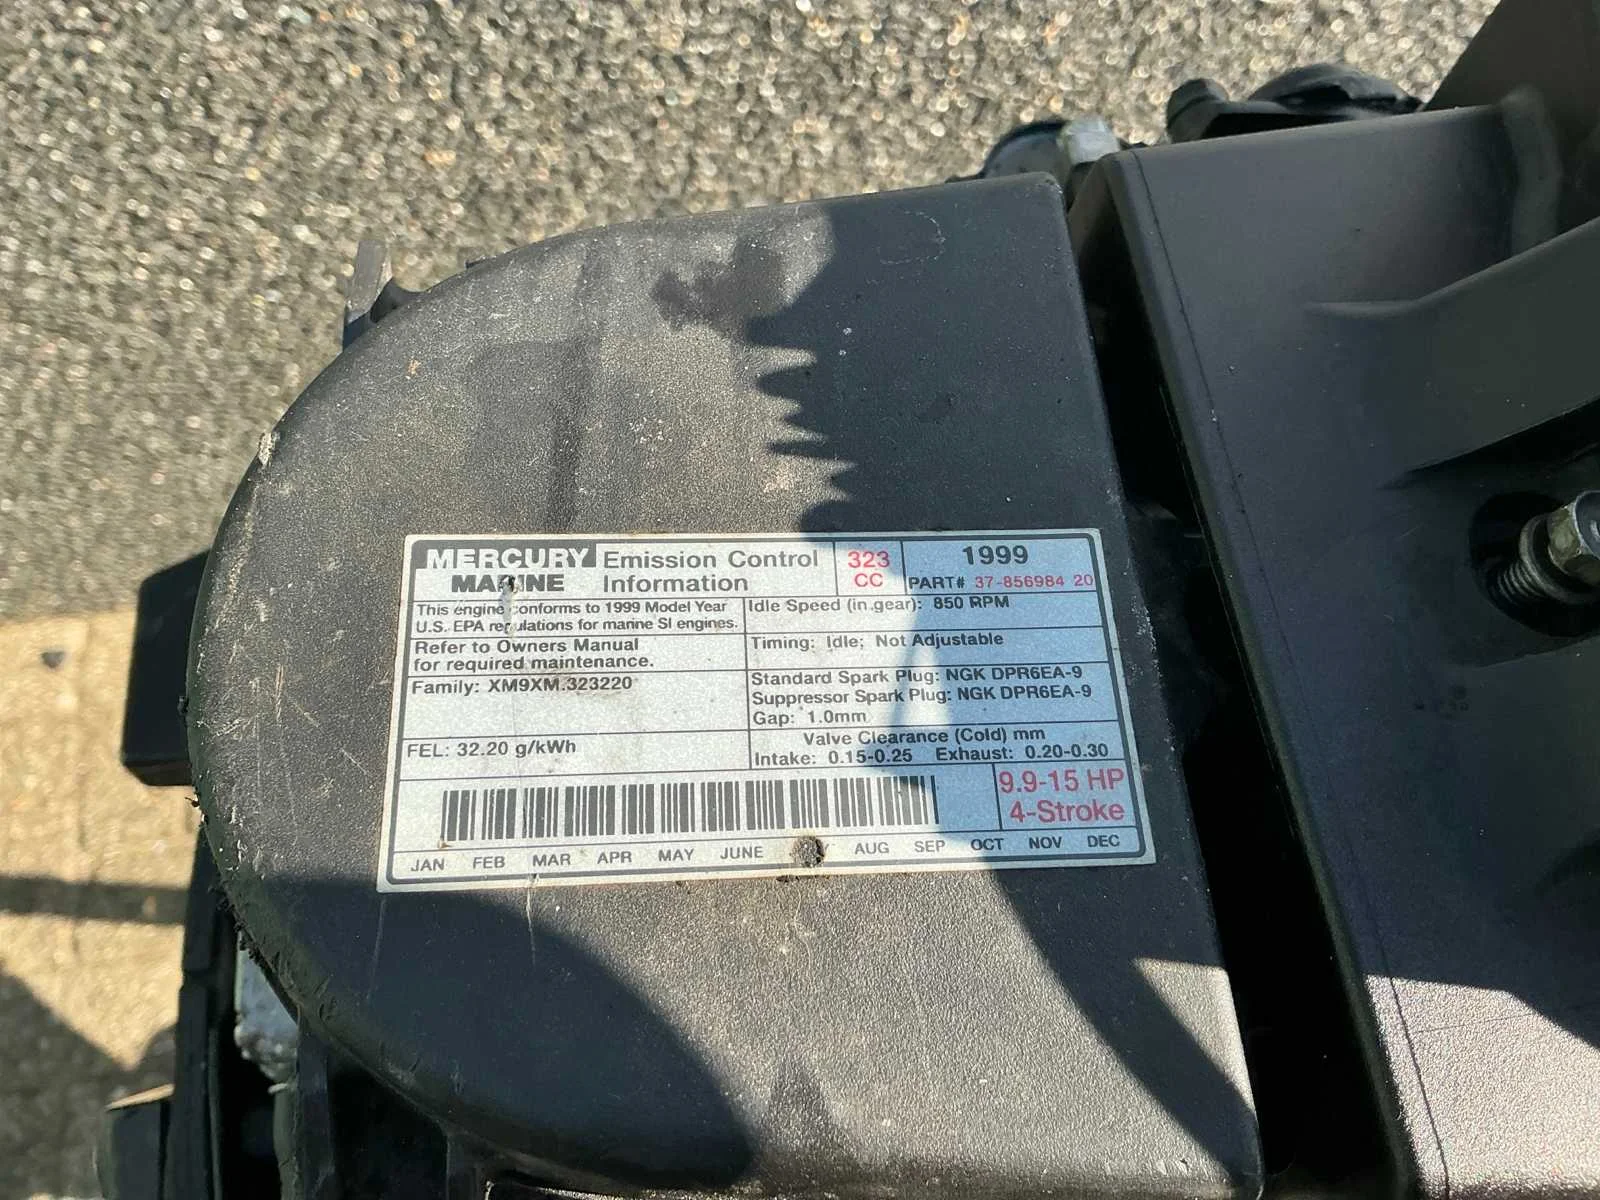 MERCURY MARINE
Emission Control
Information
323
CC
1999
PART# 37-856984 20
This engine conforms to 1999 Model Year
U.S. EPA regulations for marine SI engines.
Refer to Owners Manual
for required maintenance.
Family: XM9XM.323220
FEL: 32.20 g/kWh
Idle Speed (in gear): 850 RPM
Timing: Idle; Not Adjustable
Standard Spark Plug: NGK DPR6EA-9
Suppressor Spark Plug: NGK DPR6EA-9
Gap: 1.0mm
Valve Clearance (Cold) mm
Intake: 0.15-0.25 Exhaust: 0.20-0.30
9.9-15 HP
4-Stroke
JAN FEB MAR APR MAY JUNE AUG SEP OCT NOV DEC